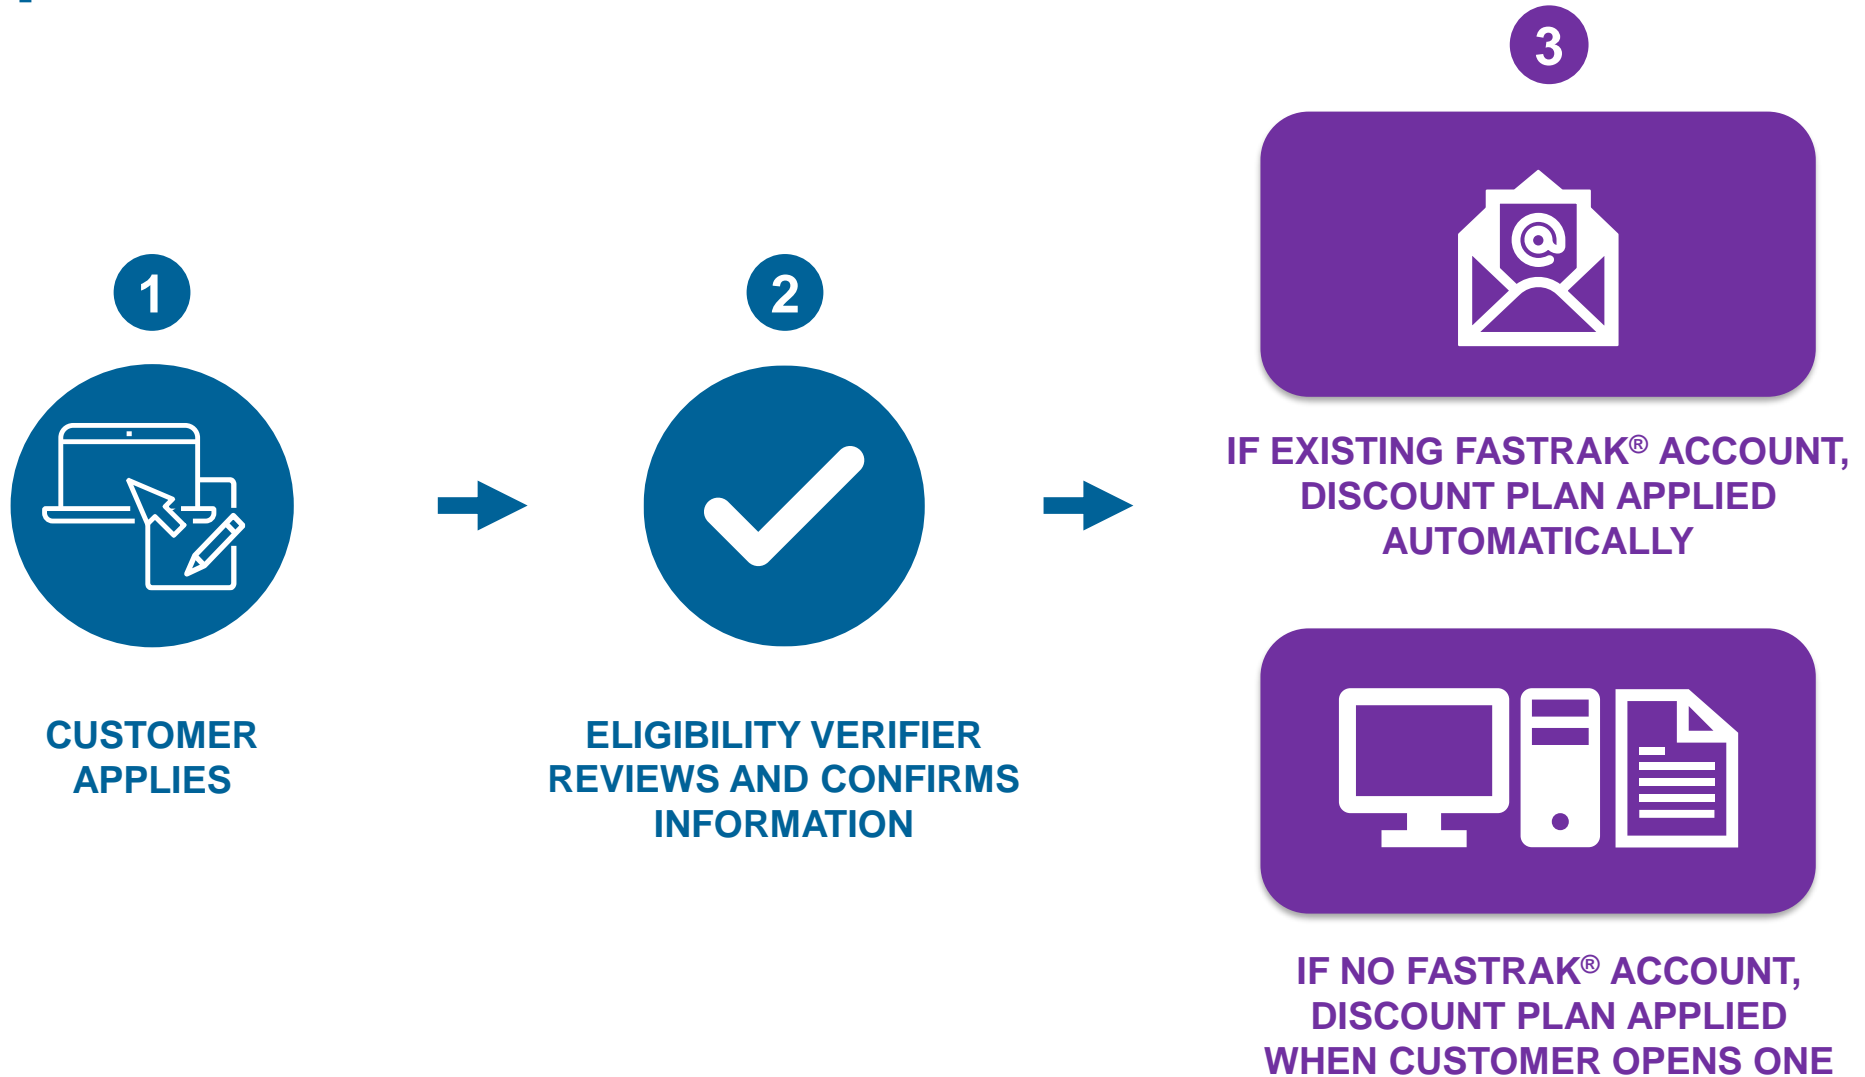 1
CUSTOMER
APPLIES
2
ELIGIBILITY VERIFIER
REVIEWS AND CONFIRMS
INFORMATION
3
@
IF EXISTING FASTRAK® ACCOUNT,
DISCOUNT PLAN APPLIED
AUTOMATICALLY
IF NO FASTRAK® ACCOUNT,
DISCOUNT PLAN APPLIED
WHEN CUSTOMER OPENS ONE